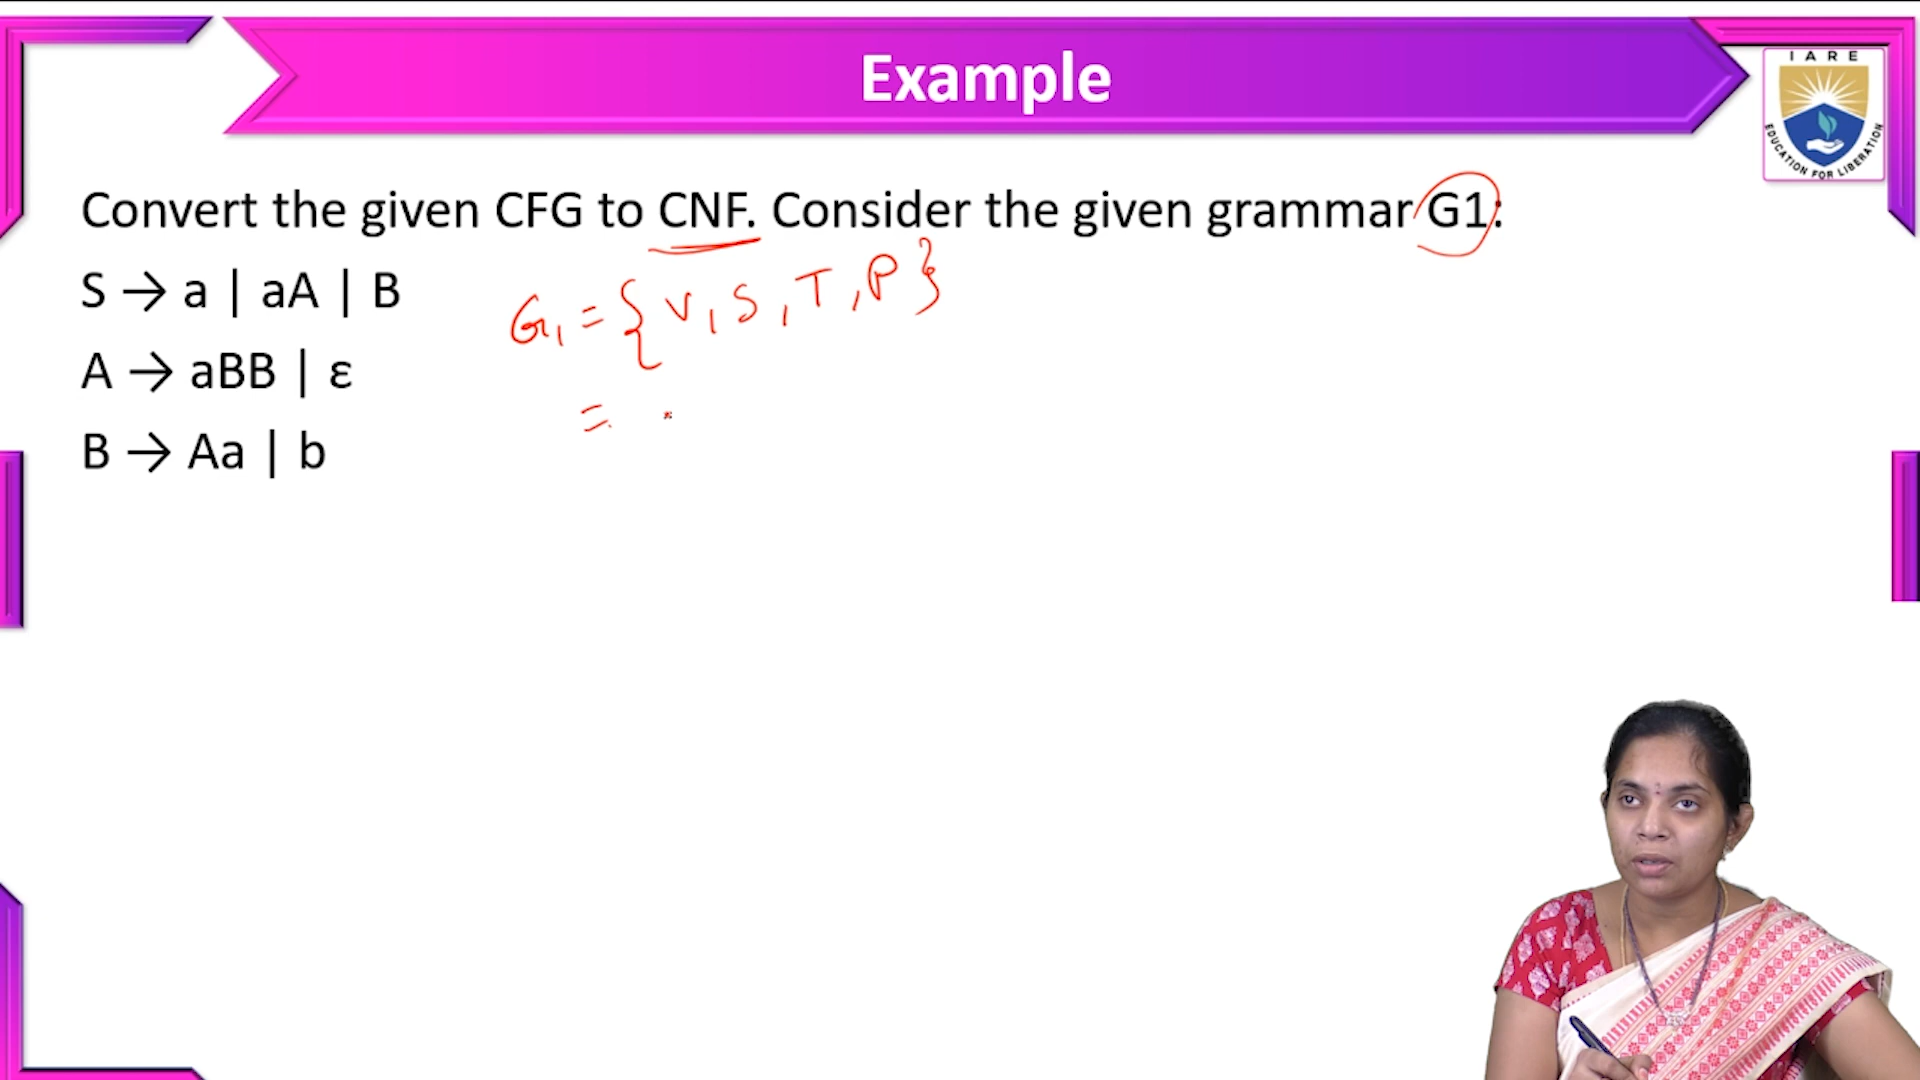 Example
IARE
EDUCATION FOR LIBERATION
Convert the given CFG to CNF. Consider the given grammar G1:
S → a | aA | B
G1 = { V, S, T, P }
A → aBB | ε
=
B → Aa | b